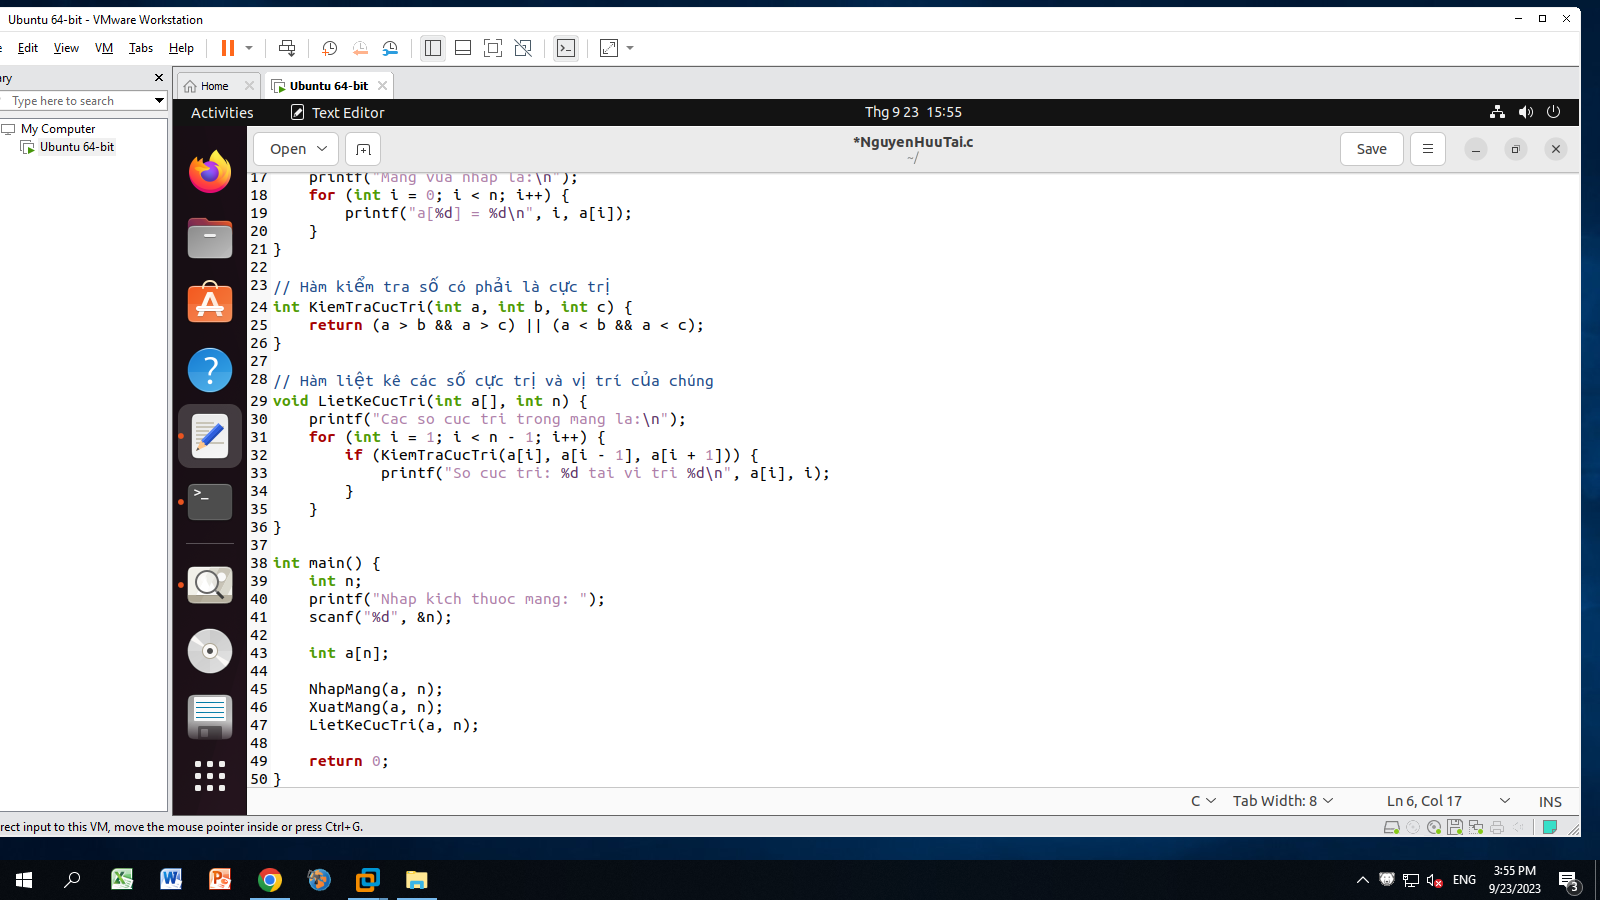 Ubuntu 64-bit - VMware Workstation
Edit View VM Tabs Help
ry
Type here to search
My Computer
Ubuntu 64-bit
Home
Ubuntu 64-bit
Activities
Text Editor
Thg 9 23 15:55
Open
*NguyenHuuTai.c
~/
Save
17     printf("Mang vua nhap la:\n");
18     for (int i = 0; i < n; i++) {
19         printf("a[%d] = %d\n", i, a[i]);
20     }
21 }
22
23 // Hàm kiểm tra số có phải là cực trị
24 int KiemTraCucTri(int a, int b, int c) {
25     return (a > b && a > c) || (a < b && a < c);
26 }
27
28 // Hàm liệt kê các số cực trị và vị trí của chúng
29 void LietKeCucTri(int a[], int n) {
30     printf("Cac so cuc tri trong mang la:\n");
31     for (int i = 1; i < n - 1; i++) {
32         if (KiemTraCucTri(a[i], a[i - 1], a[i + 1])) {
33             printf("So cuc tri: %d tai vi tri %d\n", a[i], i);
34         }
35     }
36 }
37
38 int main() {
39     int n;
40     printf("Nhap kich thuoc mang: ");
41     scanf("%d", &n);
42
43     int a[n];
44
45     NhapMang(a, n);
46     XuatMang(a, n);
47     LietKeCucTri(a, n);
48
49     return 0;
50 }
C
Tab Width: 8
Ln 6, Col 17
INS
rect input to this VM, move the mouse pointer inside or press Ctrl+G.
ENG
3:55 PM
9/23/2023
3